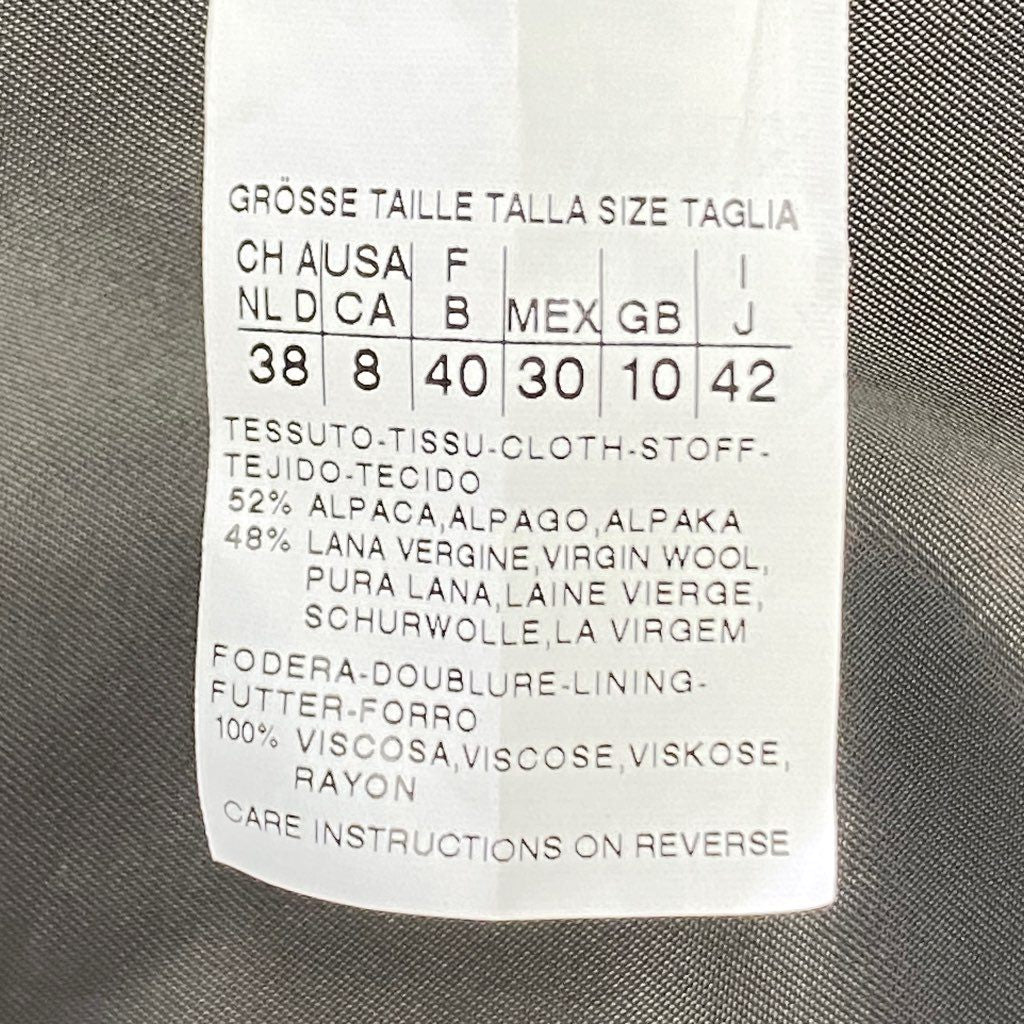 GRÖSSE TAILLE TALLA SIZE TAGLIA
CH A USA F I
NL D CA B MEX GB J
38 8 40 30 10 42
TESSUTO-TISSU-CLOTH-STOFF-
TEJIDO-TECIDO
52% ALPACA,ALPAGO,ALPAKA
48% LANA VERGINE,VIRGIN WOOL,
PURA LANA,LAINE VIERGE,
SCHURWOLLE,LA VIRGEM
FODERA-DOUBLURE-LINING-
FUTTER-FORRO
100% VISCOSA,VISCOSE,VISKOSE,
RAYON
CARE INSTRUCTIONS ON REVERSE